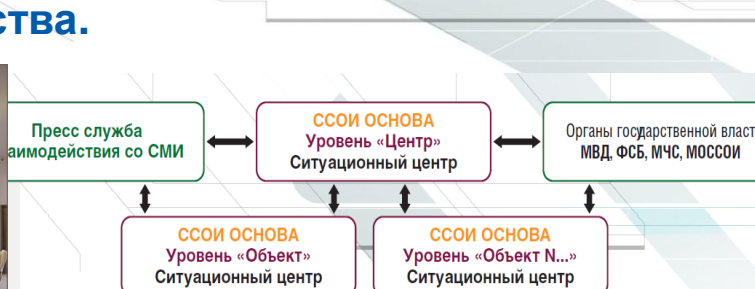 ства.
Пресс служба
аимодействия со СМИ
ССОИ ОСНОВА
Уровень «Центр»
Ситуационный центр
Органы государственной власт
МВД, ФСБ, МЧС, МОССОИ
ССОИ ОСНОВА
Уровень «Объект»
Ситуационный центр
ССОИ ОСНОВА
Уровень «Объект N...»
Ситуационный центр